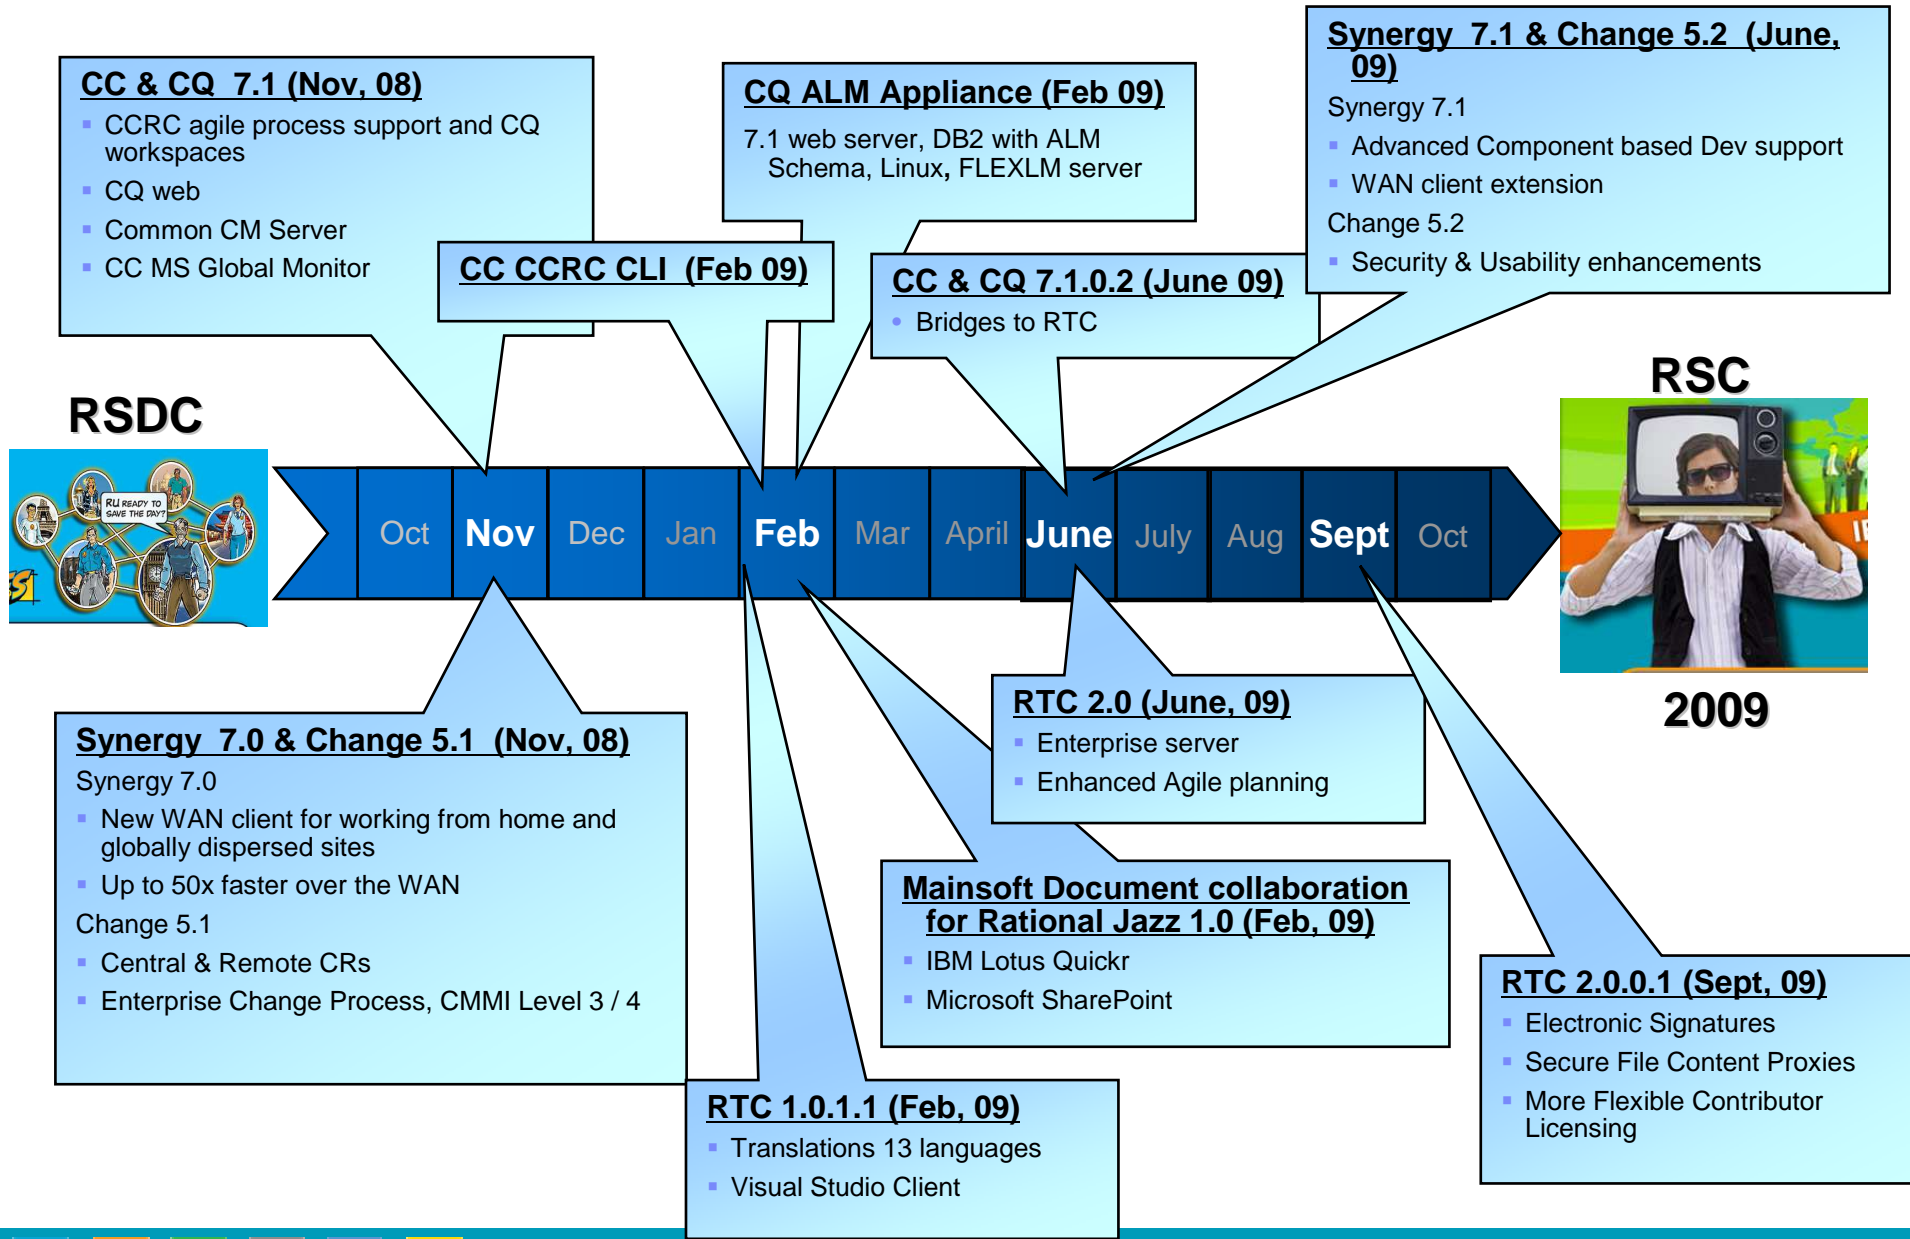 CC & CQ  7.1 (Nov, 08)
CCRC agile process support and CQ
workspaces
CQ web
Common CM Server
CC MS Global Monitor
CC CCRC CLI  (Feb 09)
CQ ALM Appliance (Feb 09)
7.1 web server, DB2 with ALM
Schema, Linux, FLEXLM server
CC & CQ 7.1.0.2 (June 09)
Bridges to RTC
Synergy  7.1 & Change 5.2  (June,
09)
Synergy 7.1
Advanced Component based Dev support
WAN client extension
Change 5.2
Security & Usability enhancements
RSDC
RU READY TO
SAVE THE DAY?
Oct
Nov
Dec
Jan
Feb
Mar
April
June
July
Aug
Sept
Oct
RSC
2009
Synergy  7.0 & Change 5.1  (Nov, 08)
Synergy 7.0
New WAN client for working from home and
globally dispersed sites
Up to 50x faster over the WAN
Change 5.1
Central & Remote CRs
Enterprise Change Process, CMMI Level 3 / 4
RTC 1.0.1.1 (Feb, 09)
Translations 13 languages
Visual Studio Client
Mainsoft Document collaboration
for Rational Jazz 1.0 (Feb, 09)
IBM Lotus Quickr
Microsoft SharePoint
RTC 2.0 (June, 09)
Enterprise server
Enhanced Agile planning
RTC 2.0.0.1 (Sept, 09)
Electronic Signatures
Secure File Content Proxies
More Flexible Contributor
Licensing